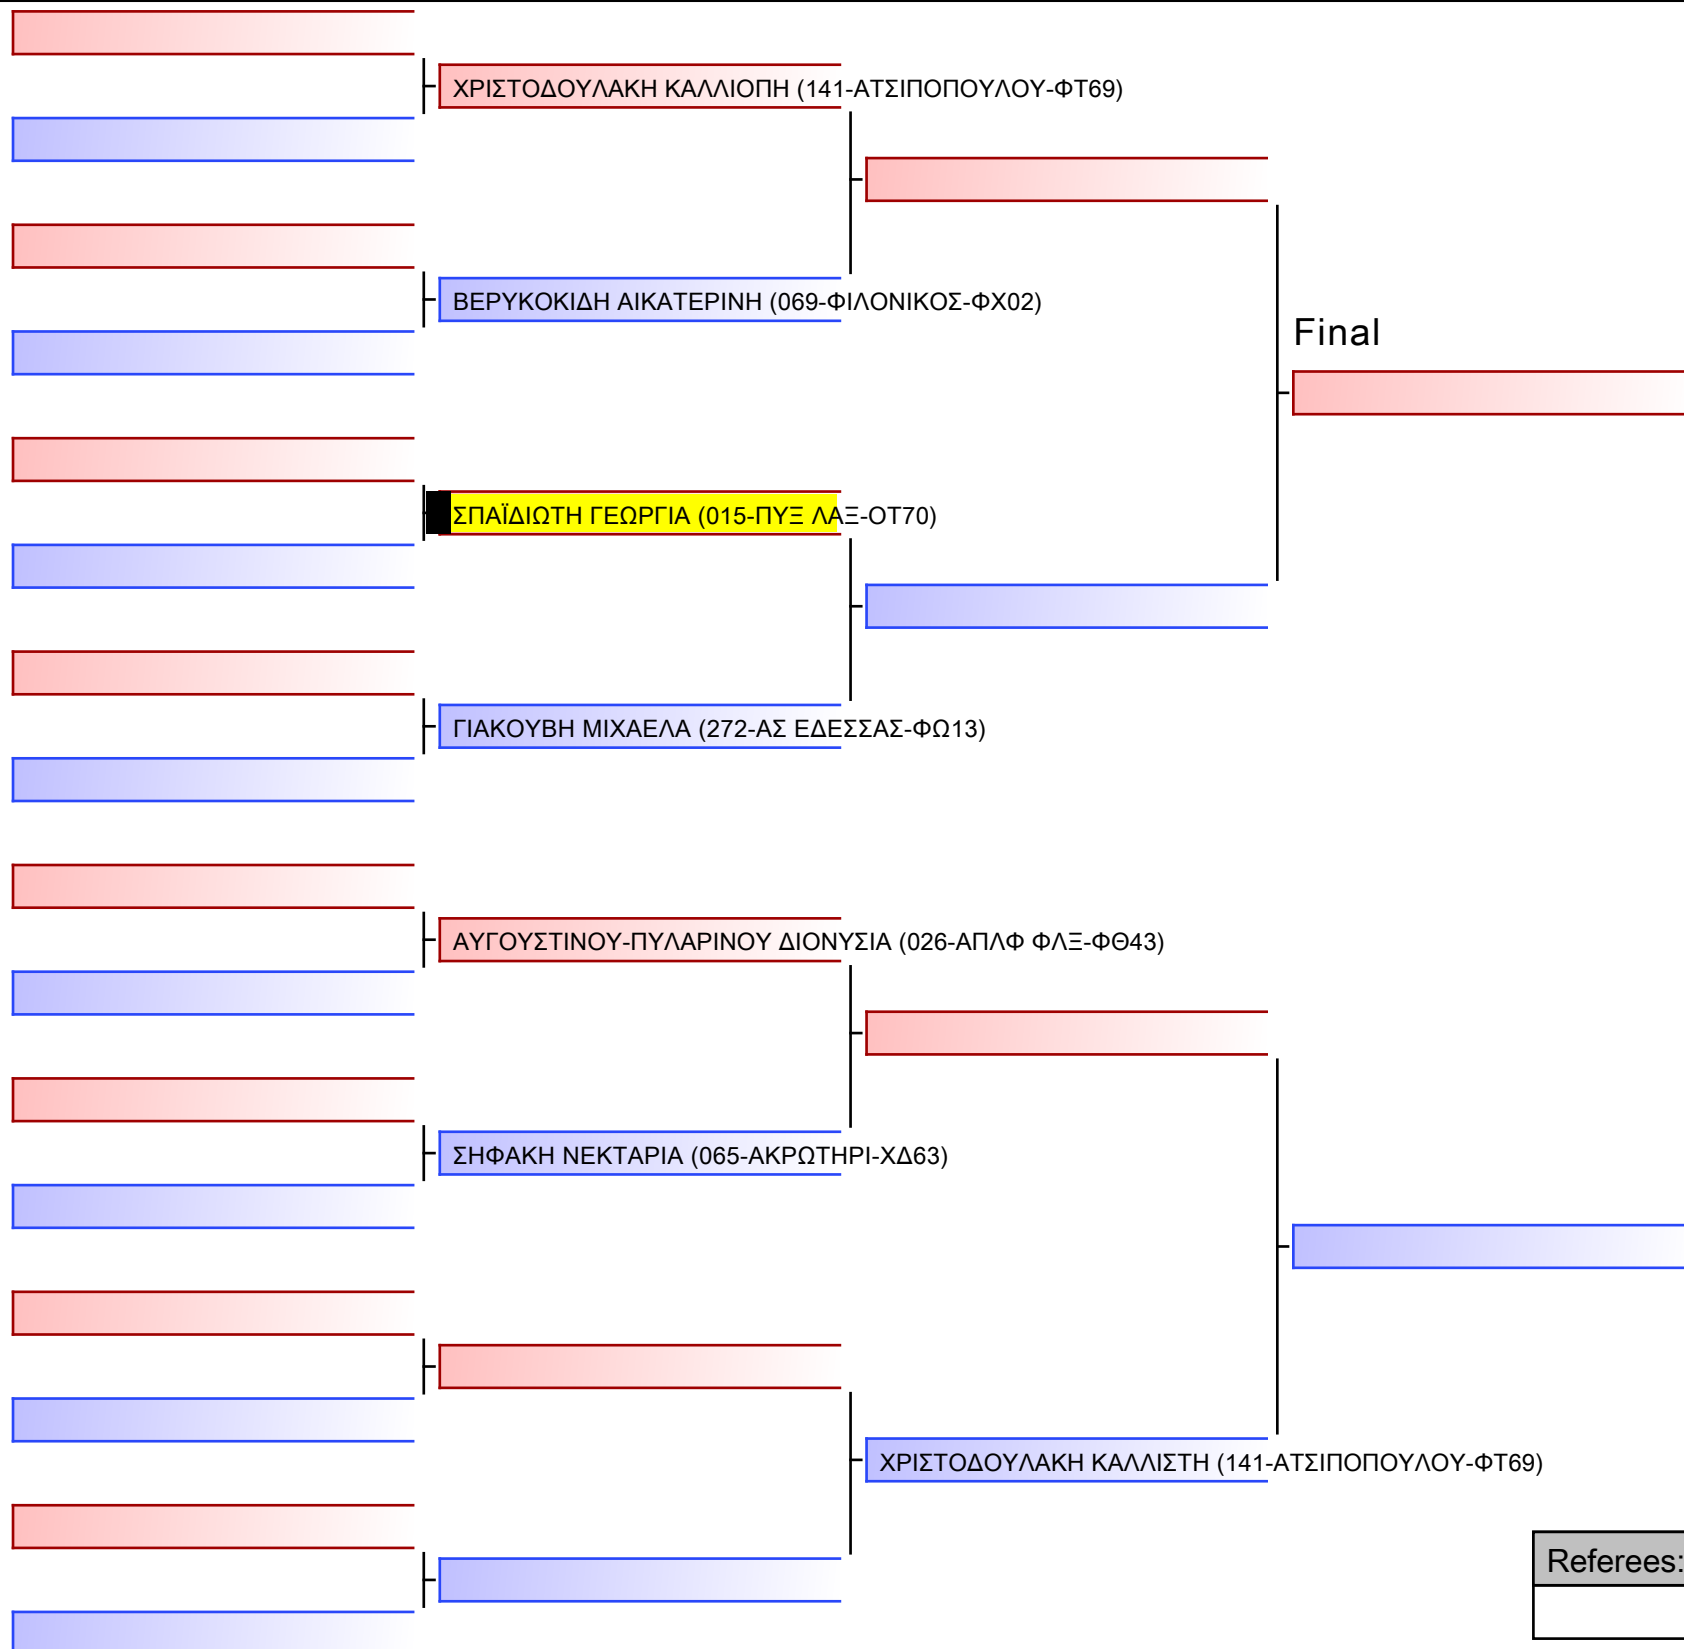 ΧΡΙΣΤΟΔΟΥΛΑΚΗ ΚΑΛΛΙΟΠΗ (141-ΑΤΣΙΠΟΠΟΥΛΟΥ-ΦΤ69)
ΒΕΡΥΚΟΚΙΔΗ ΑΙΚΑΤΕΡΙΝΗ (069-ΦΙΛΟΝΙΚΟΣ-ΦΧ02)
Final
ΣΠΑΪΔΙΩΤΗ ΓΕΩΡΓΙΑ (015-ΠΥΞ ΛΑΞ-ΟΤ70)
ΓΙΑΚΟΥΒΗ ΜΙΧΑΕΛΑ (272-ΑΣ ΕΔΕΣΣΑΣ-ΦΩ13)
ΑΥΓΟΥΣΤΙΝΟΥ-ΠΥΛΑΡΙΝΟΥ ΔΙΟΝΥΣΙΑ (026-ΑΠΛΦ ΦΛΞ-ΦΘ43)
ΣΗΦΑΚΗ ΝΕΚΤΑΡΙΑ (065-ΑΚΡΩΤΗΡΙ-ΧΔ63)
ΧΡΙΣΤΟΔΟΥΛΑΚΗ ΚΑΛΛΙΣΤΗ (141-ΑΤΣΙΠΟΠΟΥΛΟΥ-ΦΤ69)
Referees: